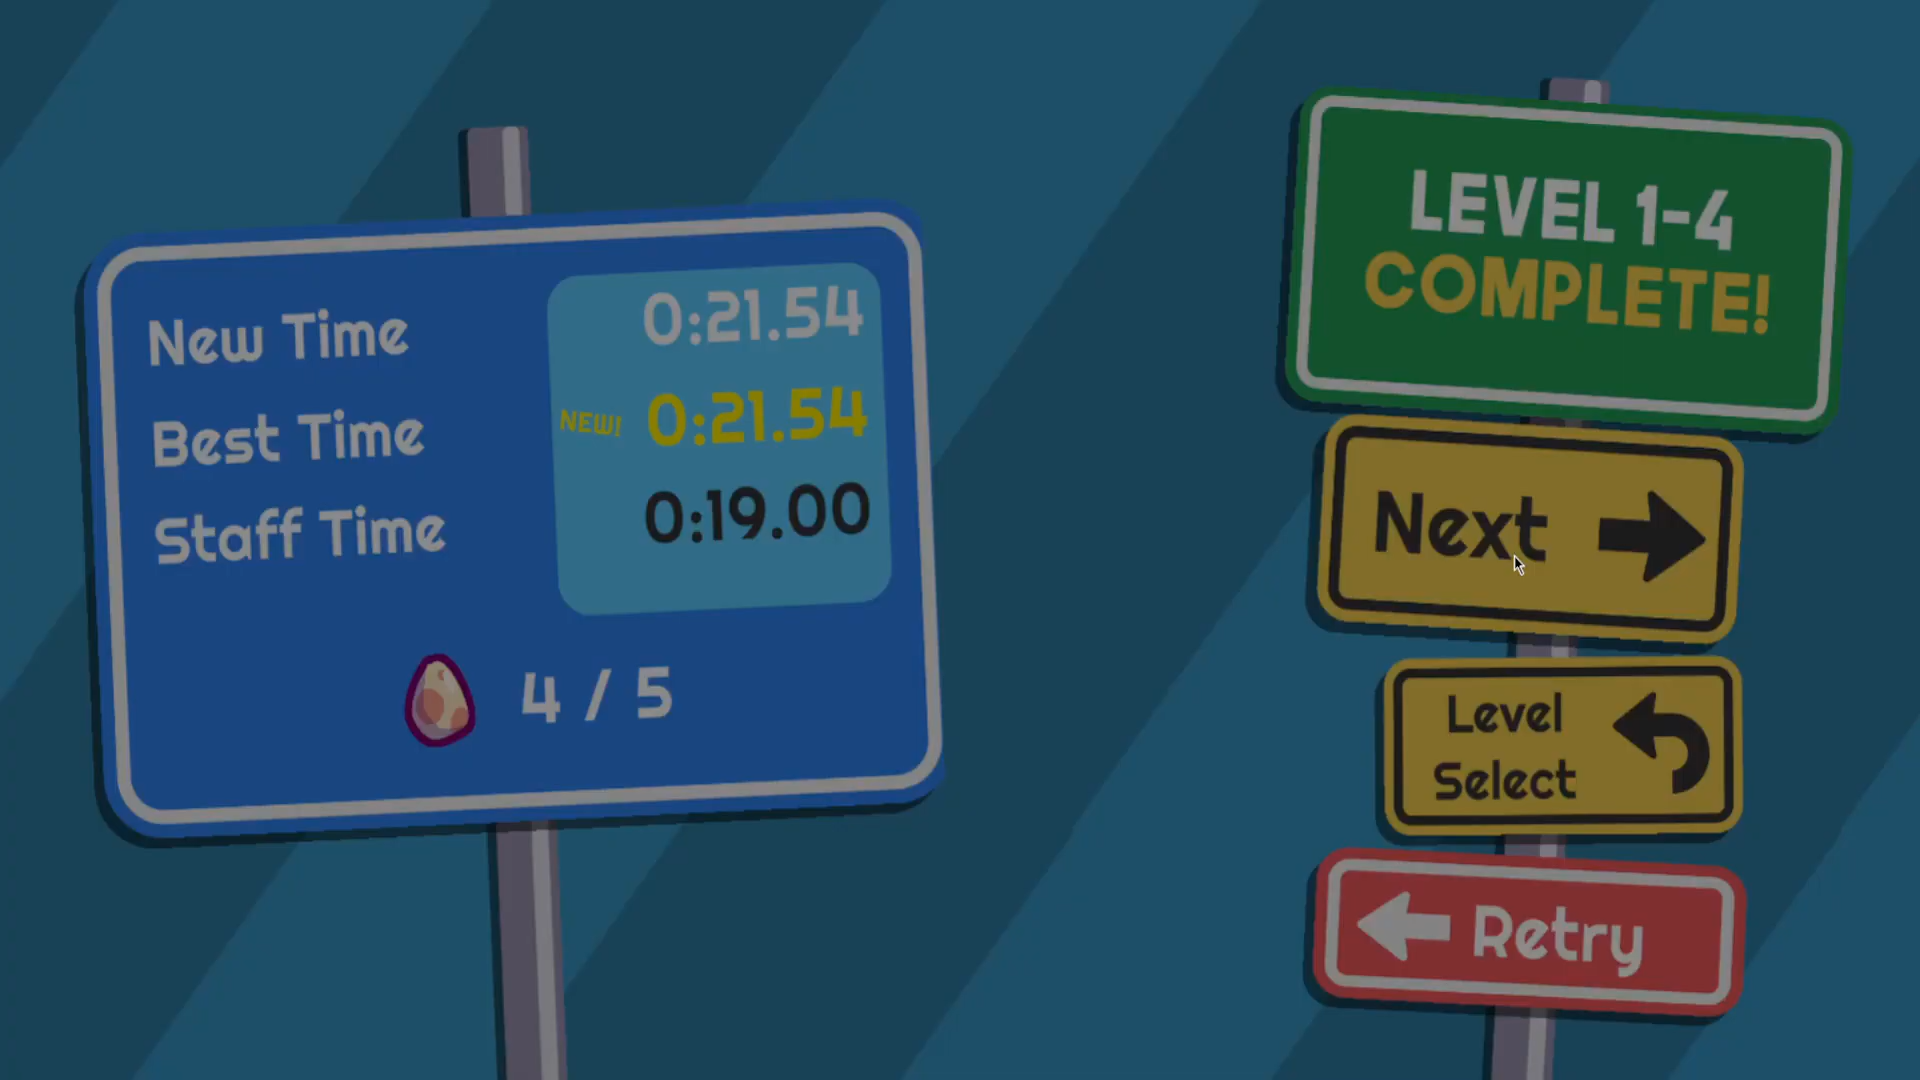 New Time 0:21.54
Best Time NEW! 0:21.54
Staff Time 0:19.00
4 / 5
LEVEL 1-4
COMPLETE!
Next
Level
Select
Retry